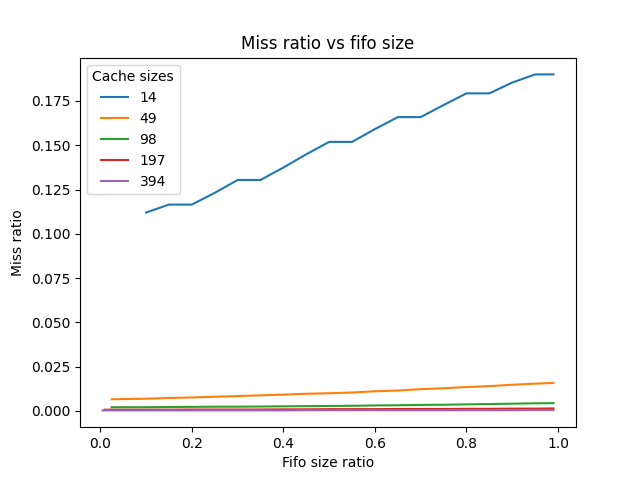 Miss ratio vs fifo size
Cache sizes
14
49
98
197
394
0.175
0.150
0.125
0.100
0.075
0.050
0.025
0.000
Miss ratio
0.0 0.2 0.4 0.6 0.8 1.0
Fifo size ratio